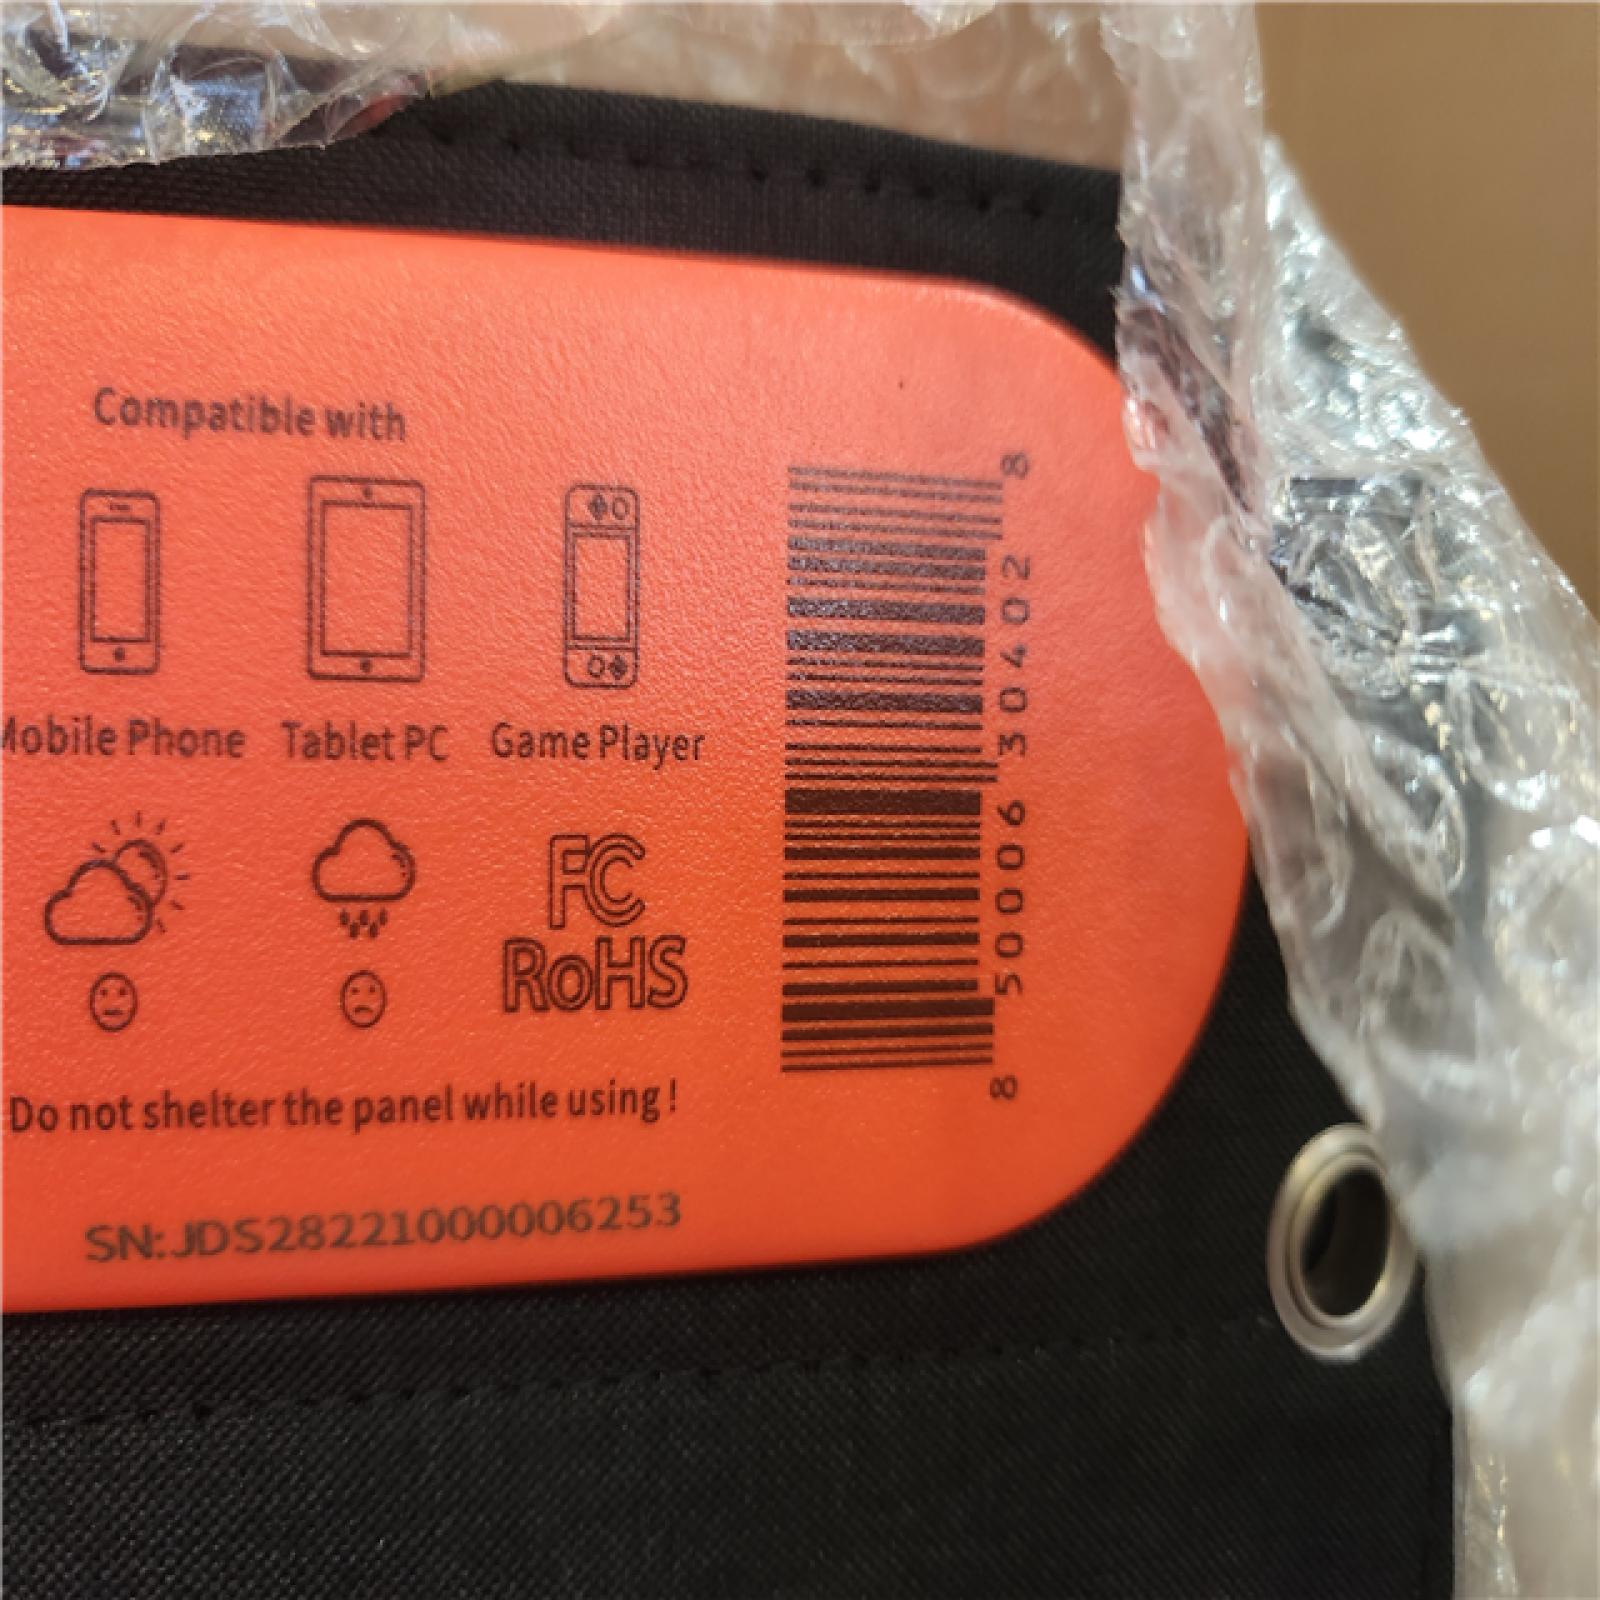 Compatible with
Mobile Phone
Tablet PC
Game Player
FC
RoHS
Do not shelter the panel while using!
SN:JDS28221000006253
8 50006 30402 8